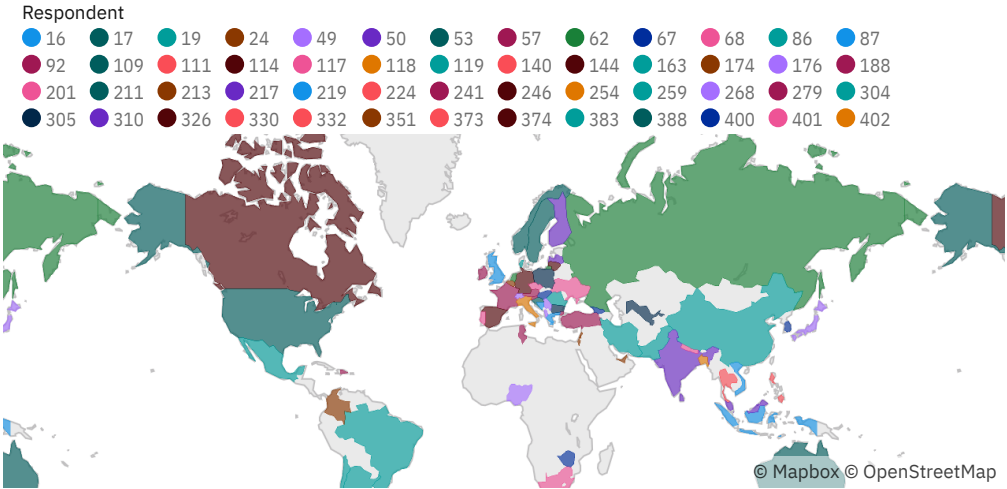 Respondent
16 17 19 24 49 50 53 57 62 67 68 86 87
92 109 111 114 117 118 119 140 144 163 174 176 188
201 211 213 217 219 224 241 246 254 259 268 279 304
305 310 326 330 332 351 373 374 383 388 400 401 402
© Mapbox © OpenStreetMap